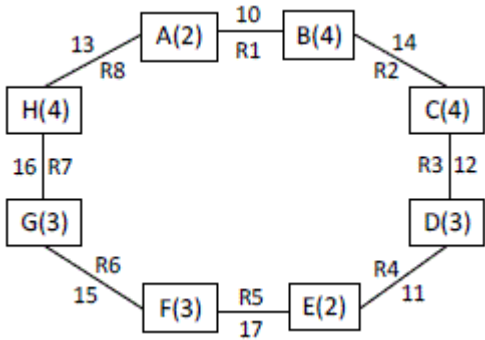 10
A(2) B(4)
R1
13 14
R8 R2
H(4) C(4)
16 R7 R3 12
G(3) D(3)
R6 R4
15 11
R5
F(3) E(2)
17